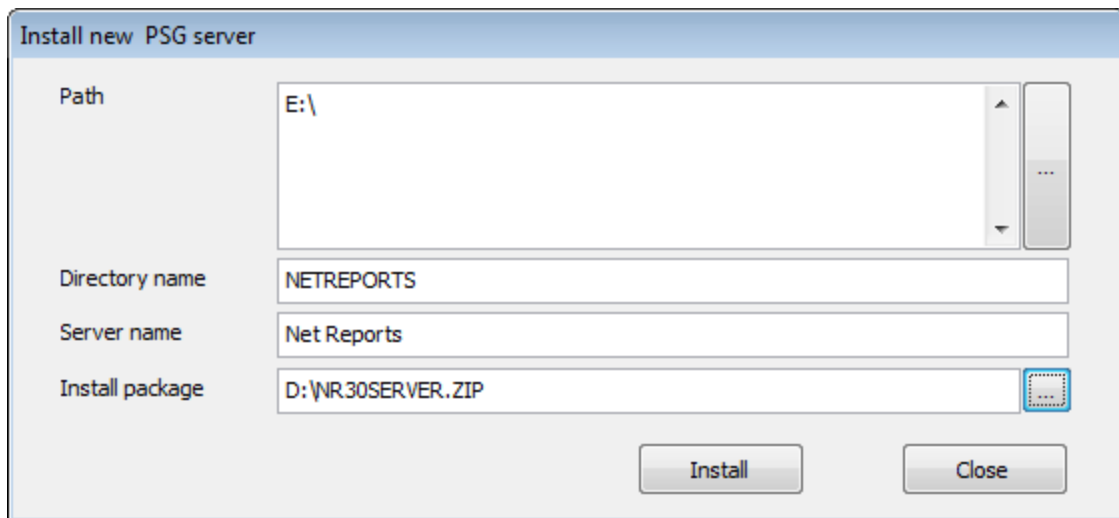 Install new  PSG server
Path
E:\
...
Directory name
NETREPORTS
Server name
Net Reports
Install package
D:\NR30SERVER.ZIP
...
Install
Close